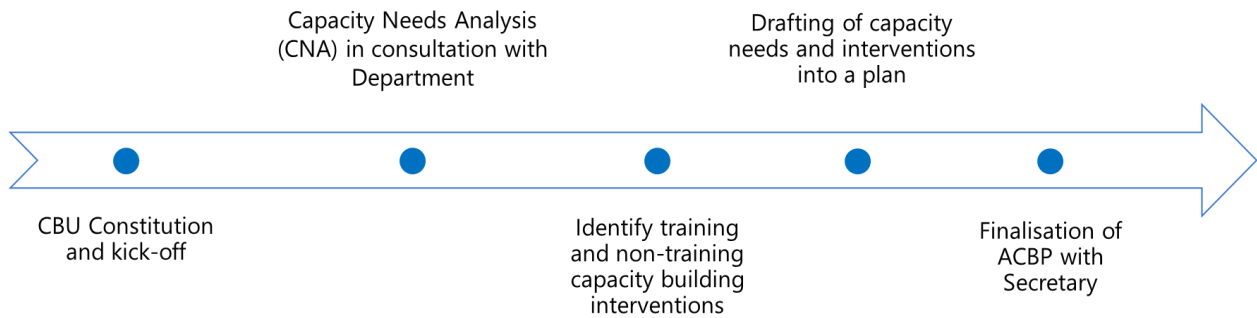 CBU Constitution
and kick-off
Capacity Needs Analysis
(CNA) in consultation with
Department
Identify training
and non-training
capacity building
interventions
Drafting of capacity
needs and interventions
into a plan
Finalisation of
ACBP with
Secretary